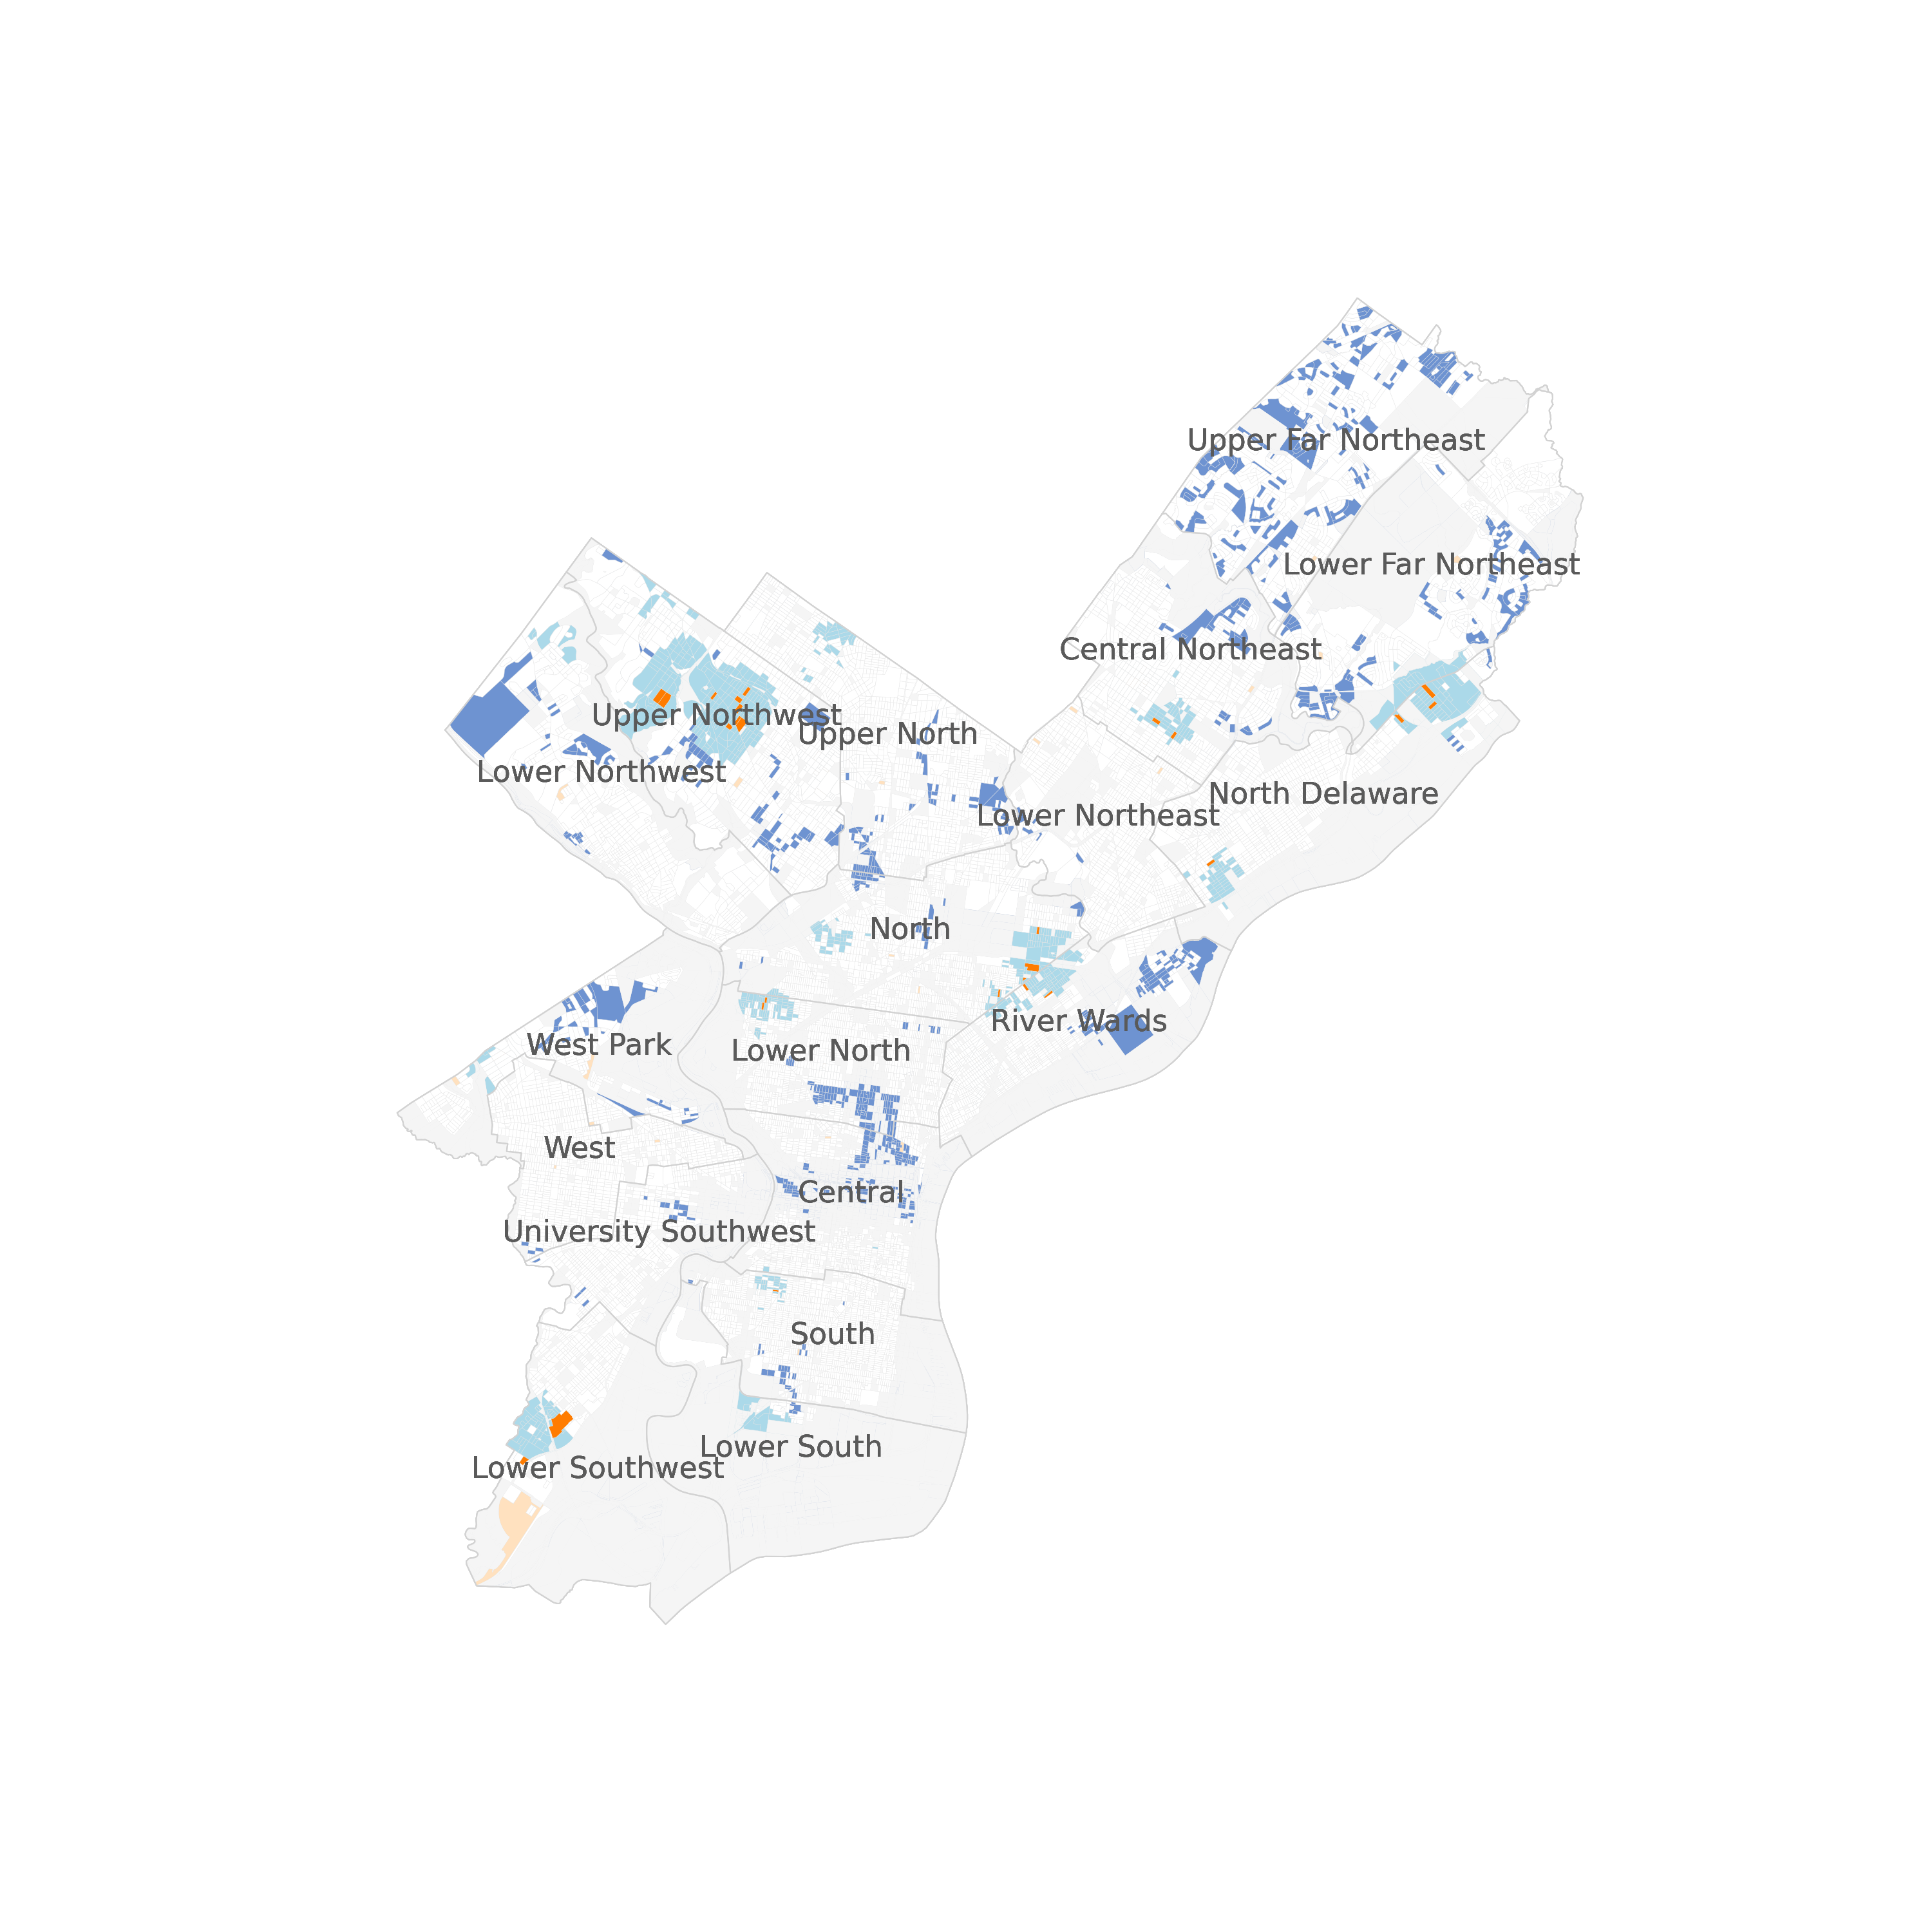 Upper Far Northeast
Lower Far Northeast
Central Northeast
Upper Northwest
Upper North
Lower Northwest
North Delaware
Lower Northeast
North
River Wards
West Park
Lower North
West
Central
University Southwest
South
Lower South
Lower Southwest